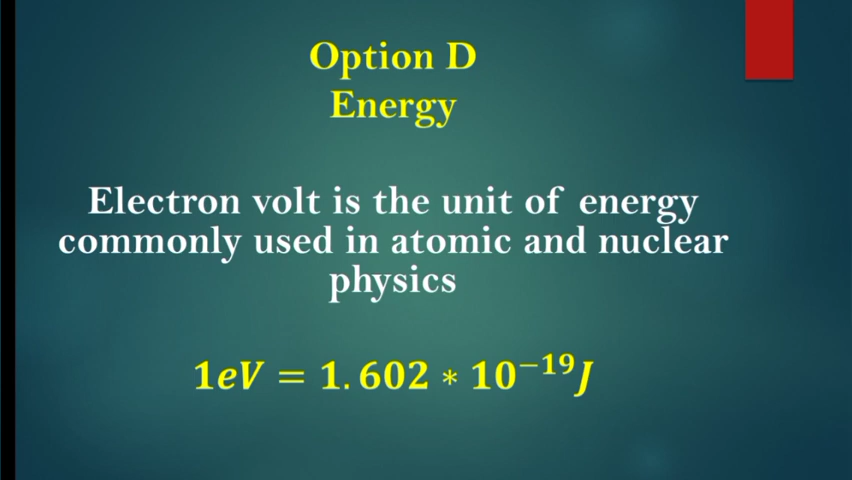 Option D
Energy
Electron volt is the unit of energy
commonly used in atomic and nuclear
physics
1eV = 1.602 * 10⁻¹⁹J